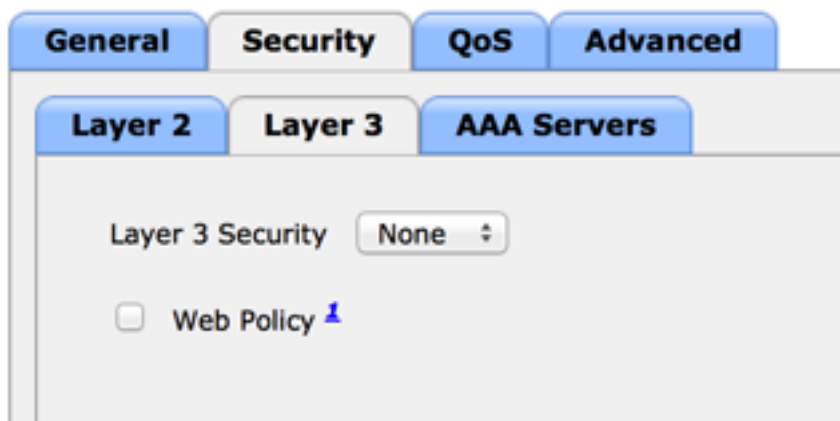 General Security QoS Advanced
Layer 2 Layer 3 AAA Servers
Layer 3 Security None
Web Policy 1